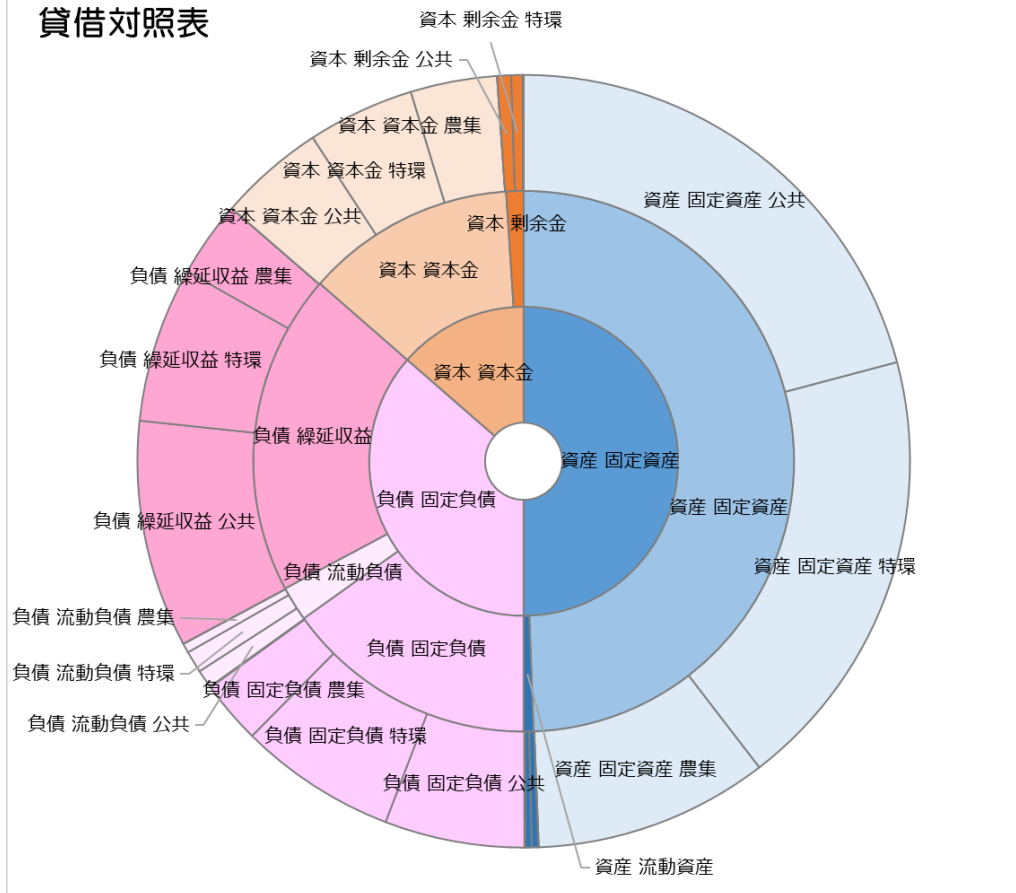 貸借対照表
資本 剰余金 特環
資本 剰余金 公共
資本 資本金 農集
資本 資本金 特環
資産 固定資産 公共
資本 資本金 公共
資本 剰余金
資本 資本金
負債 繰延収益 農集
負債 繰延収益 特環
資本 資本金
負債 繰延収益
資産 固定資産
負債 固定負債
資産 固定資産
負債 繰延収益 公共
資産 固定資産 特環
負債 流動負債
負債 流動負債 農集
負債 固定負債
負債 流動負債 特環
負債 固定負債 農集
負債 流動負債 公共
負債 固定負債 特環
資産 固定資産 農集
負債 固定負債 公共
資産 流動資産